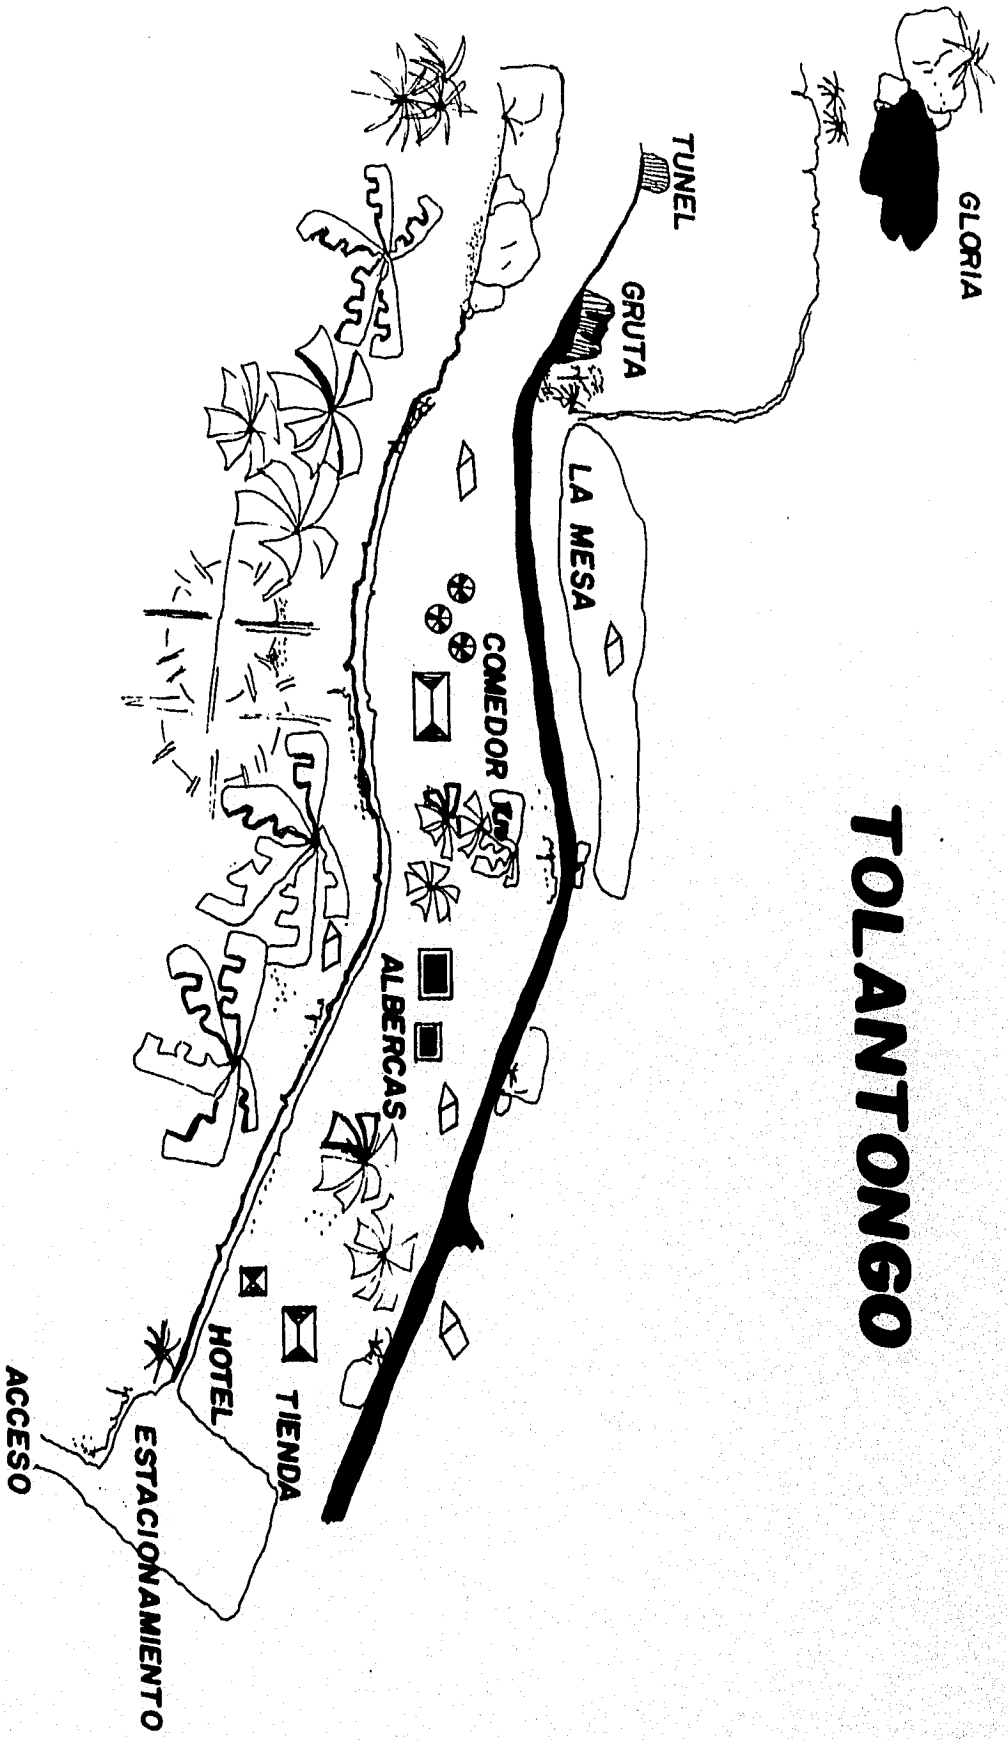 TOLANTONGO
GLORIA
TUNEL
GRUTA
LA MESA
COMEDOR
ALBERCAS
HOTEL
TIENDA
ESTACIONAMIENTO
ACCESO